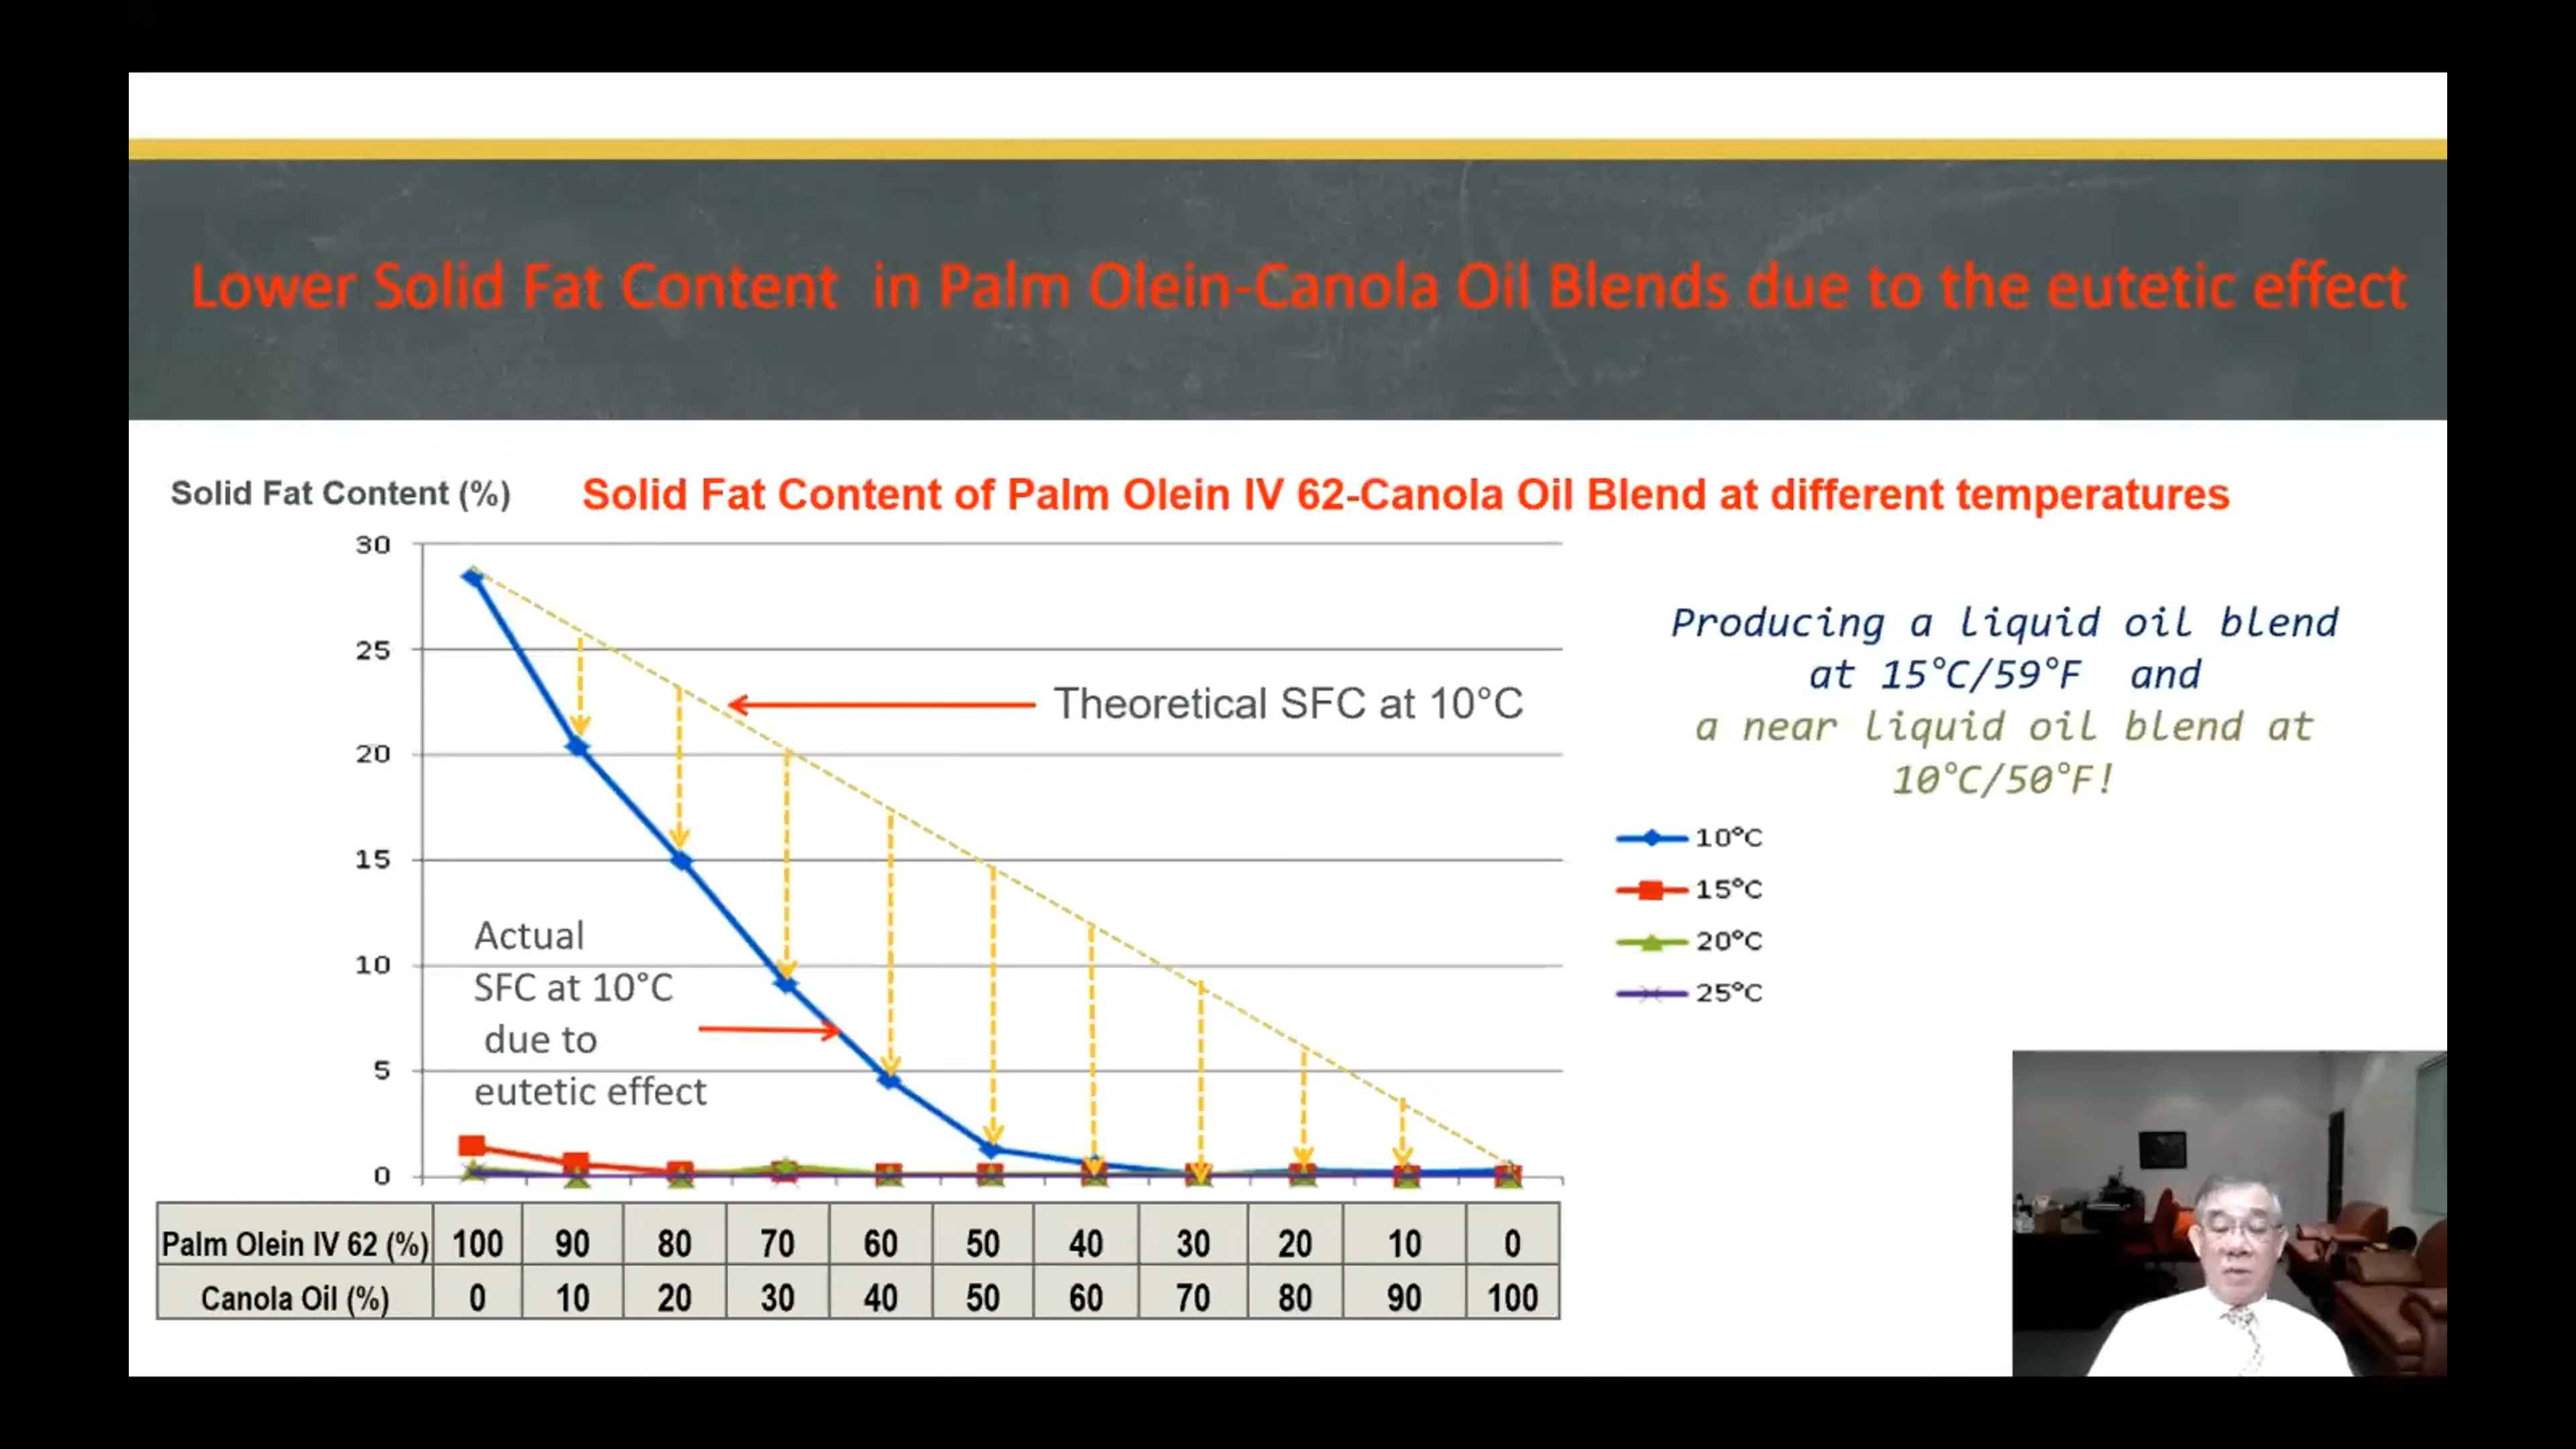 Lower Solid Fat Content in Palm Olein-Canola Oil Blends due to the eutetic effect
Solid Fat Content (%)
Solid Fat Content of Palm Olein IV 62-Canola Oil Blend at different temperatures
30
25
20
15
10
5
0
Theoretical SFC at 10°C
Actual
SFC at 10°C
due to
eutetic effect
Producing a liquid oil blend
at 15°C/59°F and
a near liquid oil blend at
10°C/50°F!
10°C
15°C
20°C
25°C
Palm Olein IV 62 (%) 100 90 80 70 60 50 40 30 20 10 0
Canola Oil (%) 0 10 20 30 40 50 60 70 80 90 100